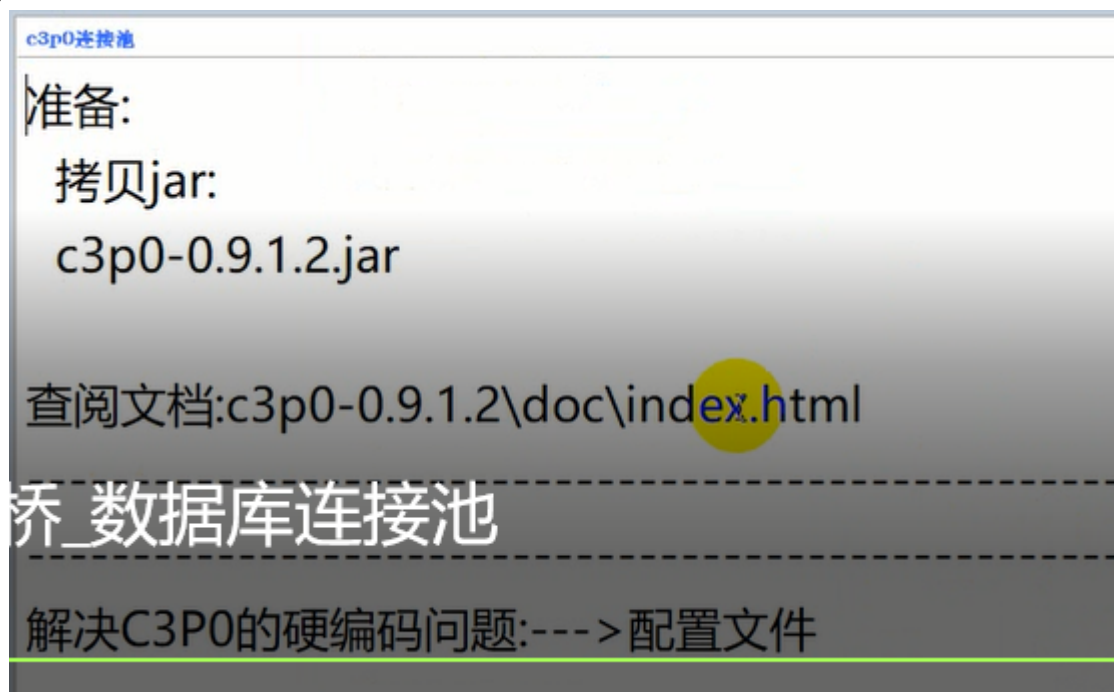 c3p0连接池
准备:
拷贝jar:
c3p0-0.9.1.2.jar
查阅文档:c3p0-0.9.1.2\doc\index.html
--------------------------------------------------
桥_数据库连接池
--------------------------------------------------
解决C3P0的硬编码问题:--->配置文件